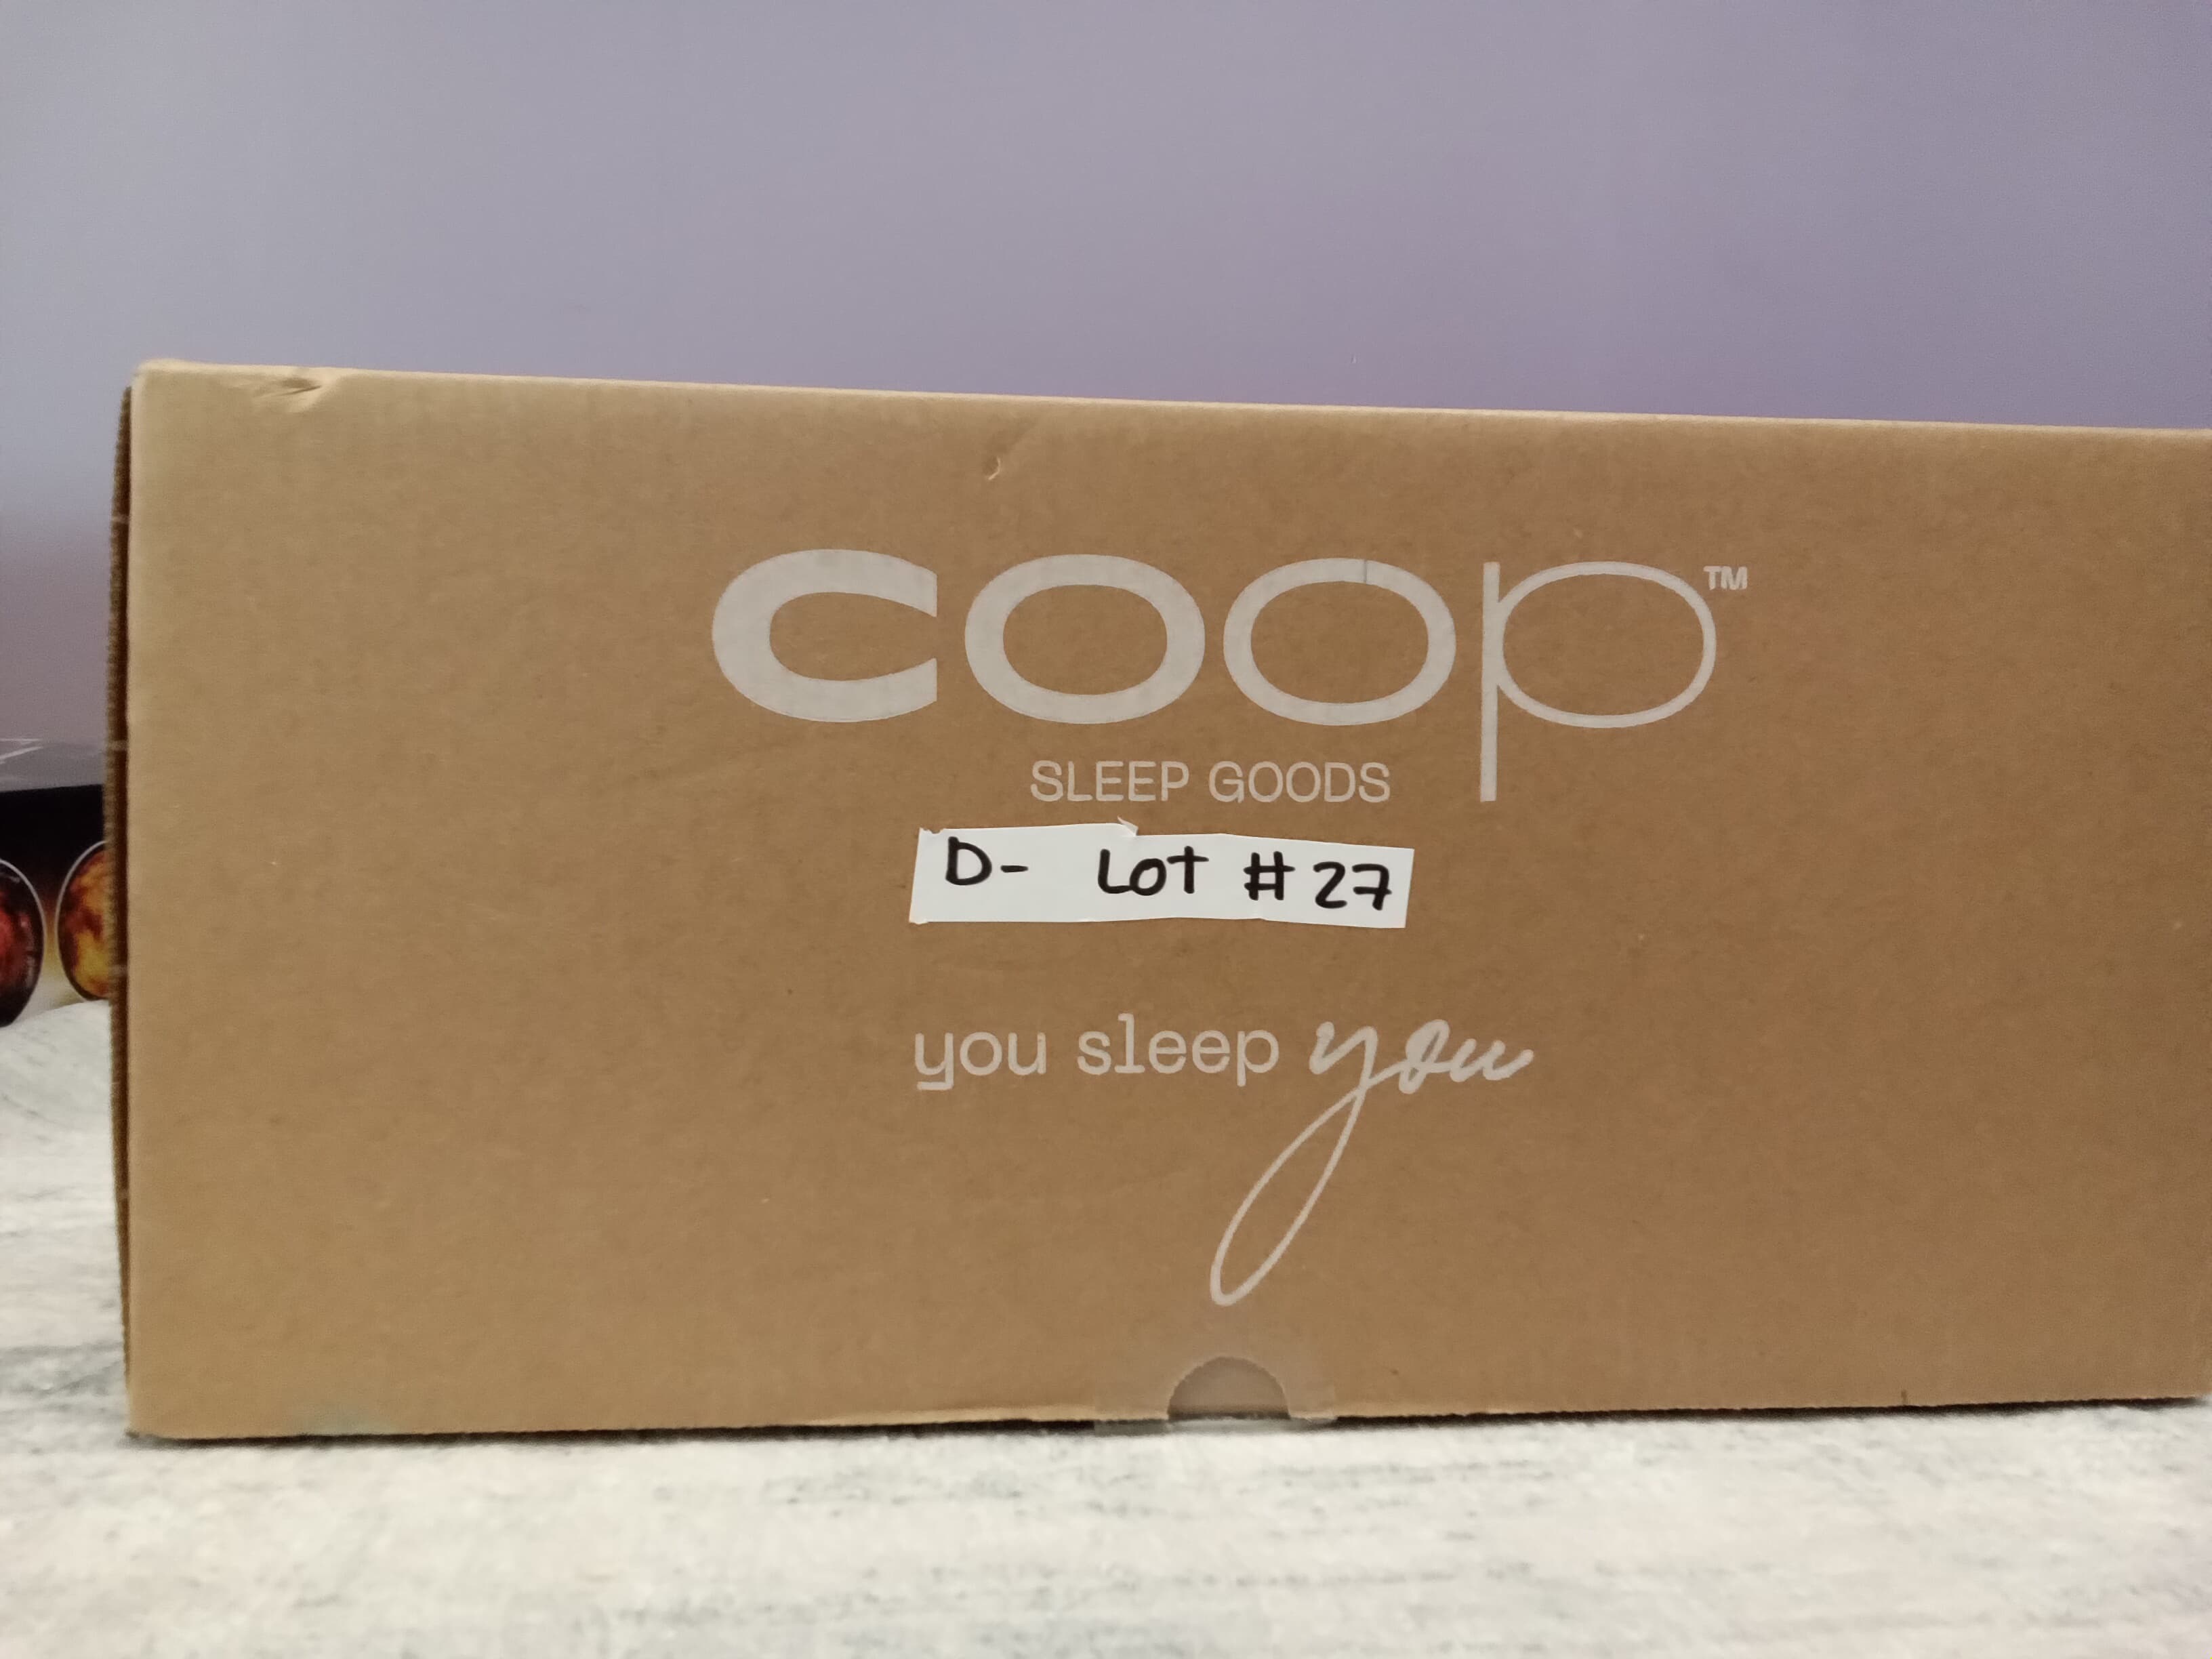 coop™
SLEEP GOODS
D- LOT #27
you sleep you